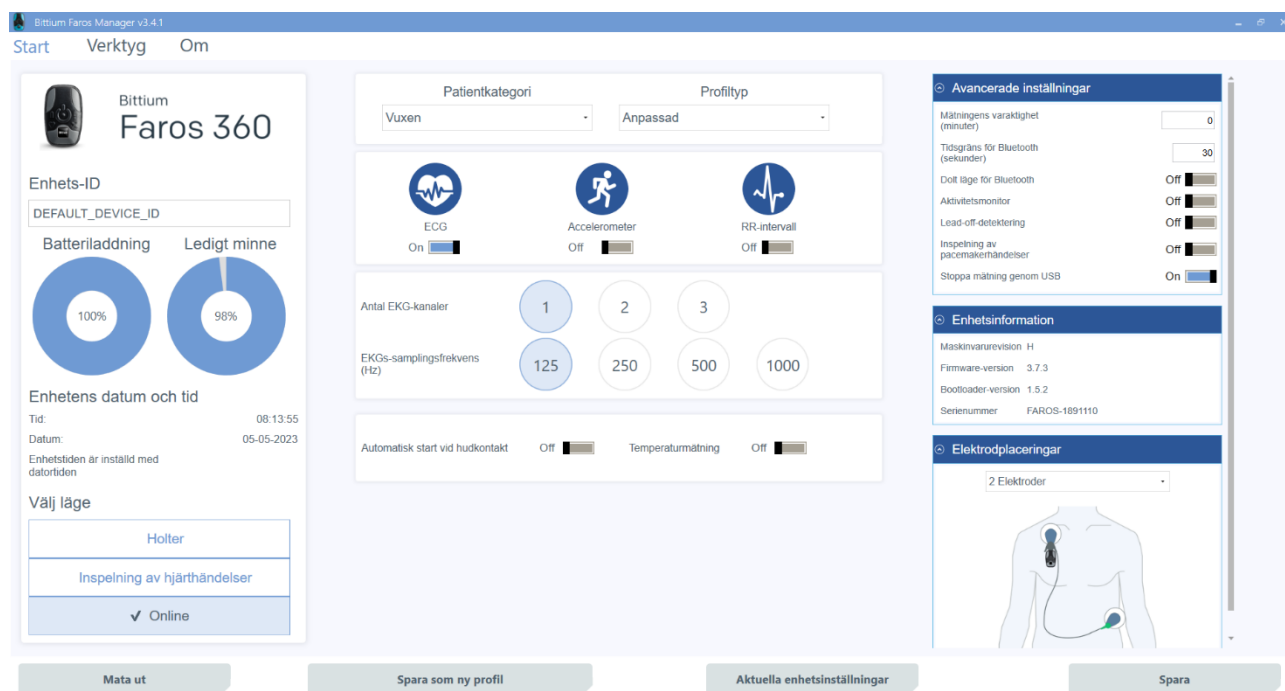 Bittium Faros Manager v3.4.1
Start Verktyg Om
Bittium
Faros 360
Enhets-ID
DEFAULT_DEVICE_ID
Batteriladdning Ledigt minne
100% 98%
Enhetens datum och tid
Tid: 08:13:55
Datum: 05-05-2023
Enhetstiden är inställd med
datortiden
Välj läge
Holter
Inspelning av hjärthändelser
Online
Patientkategori Profiltyp
Vuxen Anpassad
ECG Accelerometer RR-intervall
On Off Off
Antal EKG-kanaler 1 2 3
EKGs-samplingsfrekvens
(Hz) 125 250 500 1000
Automatisk start vid hudkontakt Off Temperaturmätning Off
Avancerade inställningar
Mätningens varaktighet
(minuter) 0
Tidsgräns för Bluetooth
(sekunder) 30
Dolt läge för Bluetooth Off
Aktivitetsmonitor Off
Lead-off-detektering Off
Inspelning av
pacemakerhändelser Off
Stoppa mätning genom USB On
Enhetsinformation
Maskinvarurevision H
Firmware-version 3.7.3
Bootloader-version 1.5.2
Serienummer FAROS-1891110
Elektrodplaceringar
2 Elektroder
Mata ut Spara som ny profil Aktuella enhetsinställningar Spara